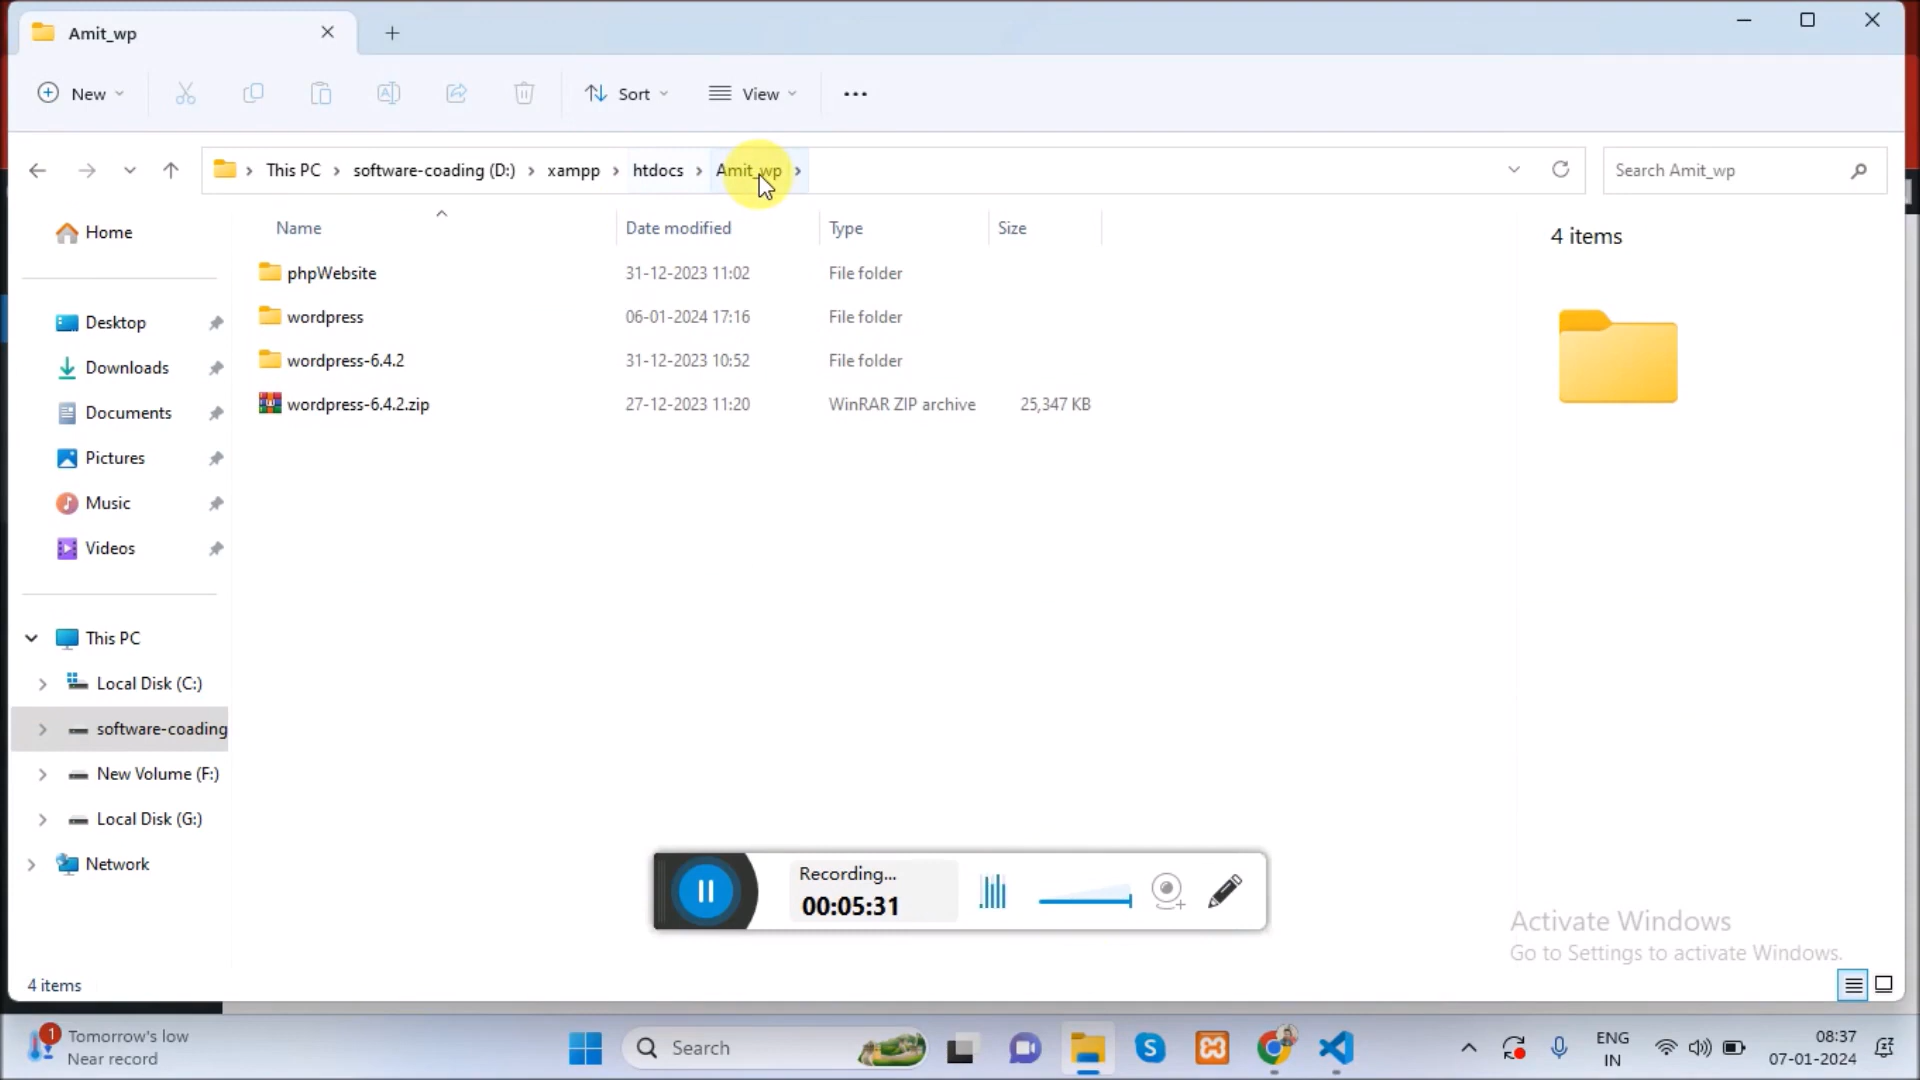 Amit_wp
New
Sort
View
This PC
software-coading (D:)
xampp
htdocs
Amit_wp
Search Amit_wp
Name
Date modified
Type
Size
phpWebsite
31-12-2023 11:02
File folder
wordpress
06-01-2024 17:16
File folder
wordpress-6.4.2
31-12-2023 10:52
File folder
wordpress-6.4.2.zip
27-12-2023 11:20
WinRAR ZIP archive
25,347 KB
4 items
Home
Desktop
Downloads
Documents
Pictures
Music
Videos
This PC
Local Disk (C:)
software-coading
New Volume (F:)
Local Disk (G:)
Network
Recording...
00:05:31
Activate Windows
Go to Settings to activate Windows.
4 items
1
Tomorrow's low
Near record
Search
ENG
IN
08:37
07-01-2024